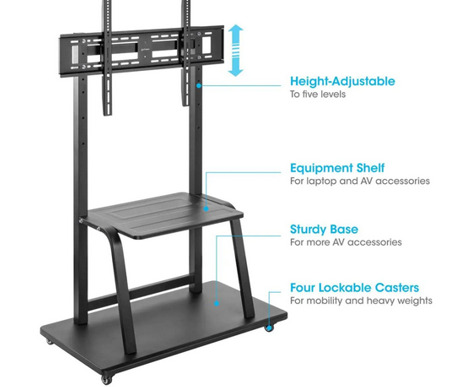 Height-Adjustable
To five levels
Equipment Shelf
For laptop and AV accessories
Sturdy Base
For more AV accessories
Four Lockable Casters
For mobility and heavy weights